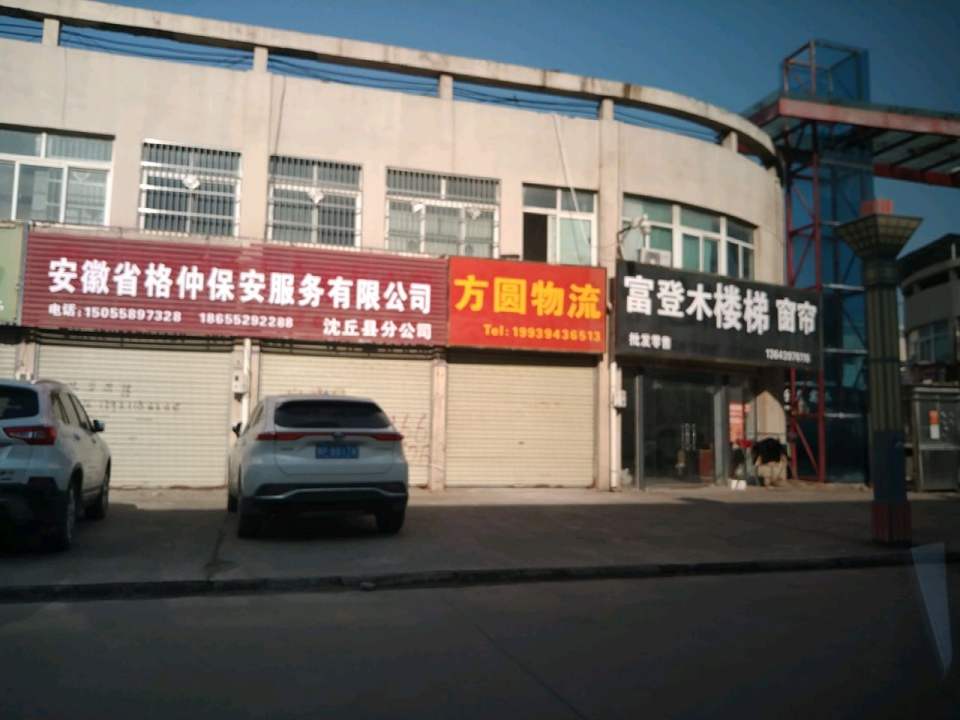 安徽省格仲保安服务有限公司
电话:15055897328 18655292288 沈丘县分公司
方圆物流
Tel:19939436513
富登木楼梯 窗帘
批发零售